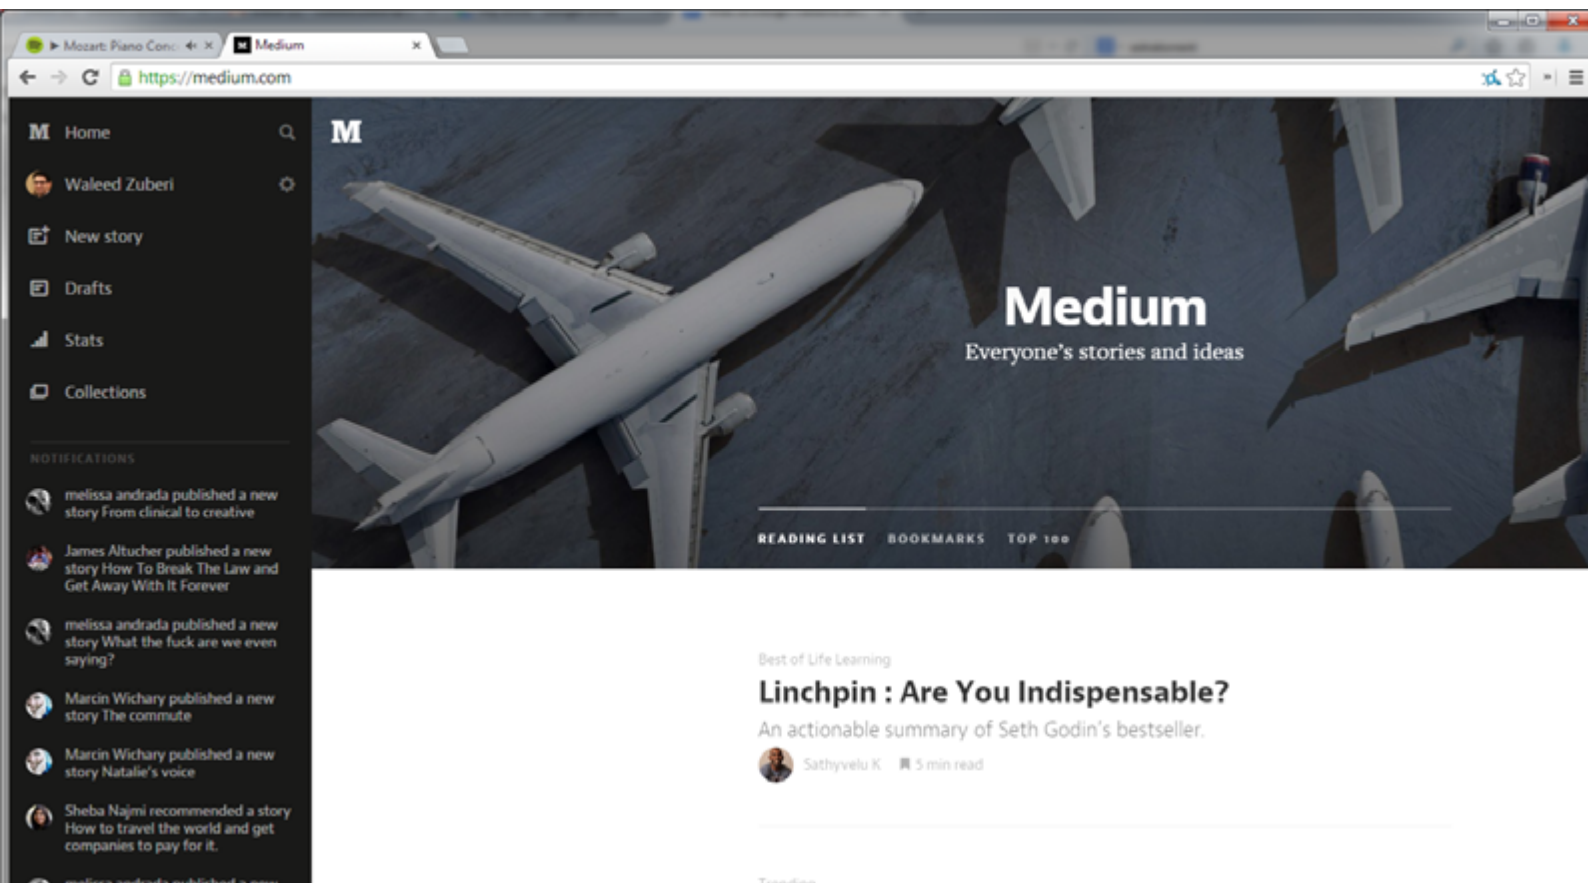 Mozart: Piano Conc
Medium
https://medium.com
M Home
Waleed Zuberi
New story
Drafts
Stats
Collections
NOTIFICATIONS
melissa andrada published a new
story From clinical to creative
James Altucher published a new
story How To Break The Law and
Get Away With It Forever
melissa andrada published a new
story What the fuck are we even
saying?
Marcin Wichary published a new
story The commute
Marcin Wichary published a new
story Natalie's voice
Sheba Najmi recommended a story
How to travel the world and get
companies to pay for it.
melissa andrada published a new
M
Medium
Everyone's stories and ideas
READING LIST BOOKMARKS TOP 100
Best of Life Learning
Linchpin : Are You Indispensable?
An actionable summary of Seth Godin's bestseller.
Sathyvelu K 5 min read
Trending